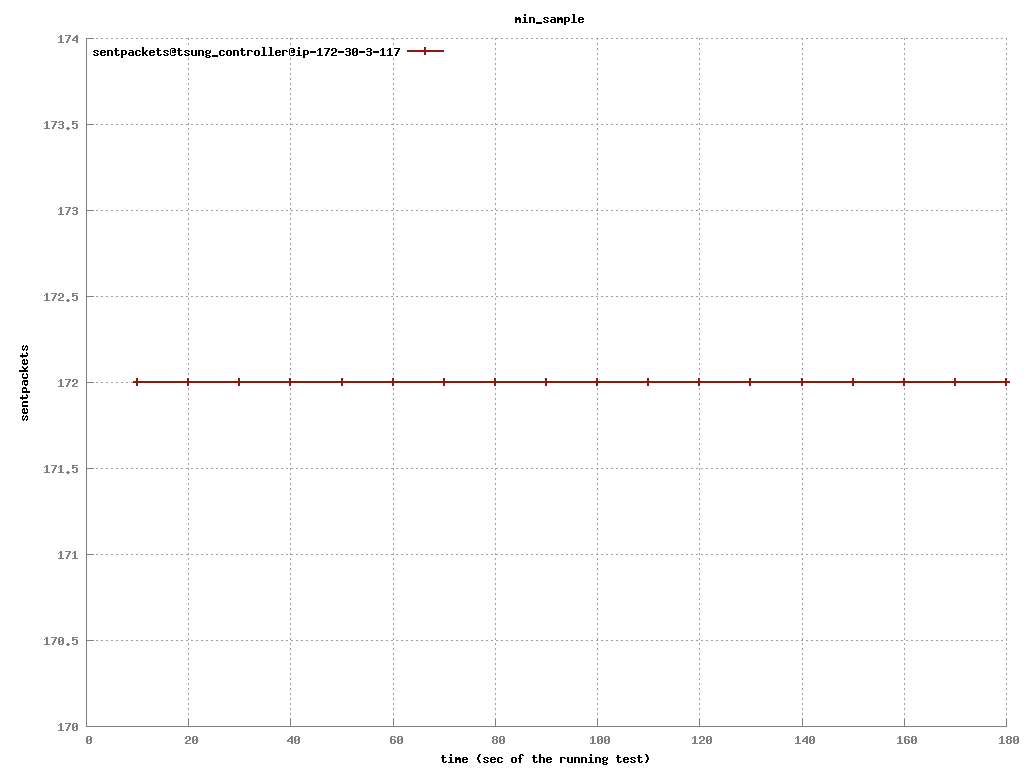 min_sample
sentpackets@tsung_controller@ip-172-30-3-117
174
173.5
173
172.5
172
171.5
171
170.5
170
sentpackets
0 20 40 60 80 100 120 140 160 180
time (sec of the running test)